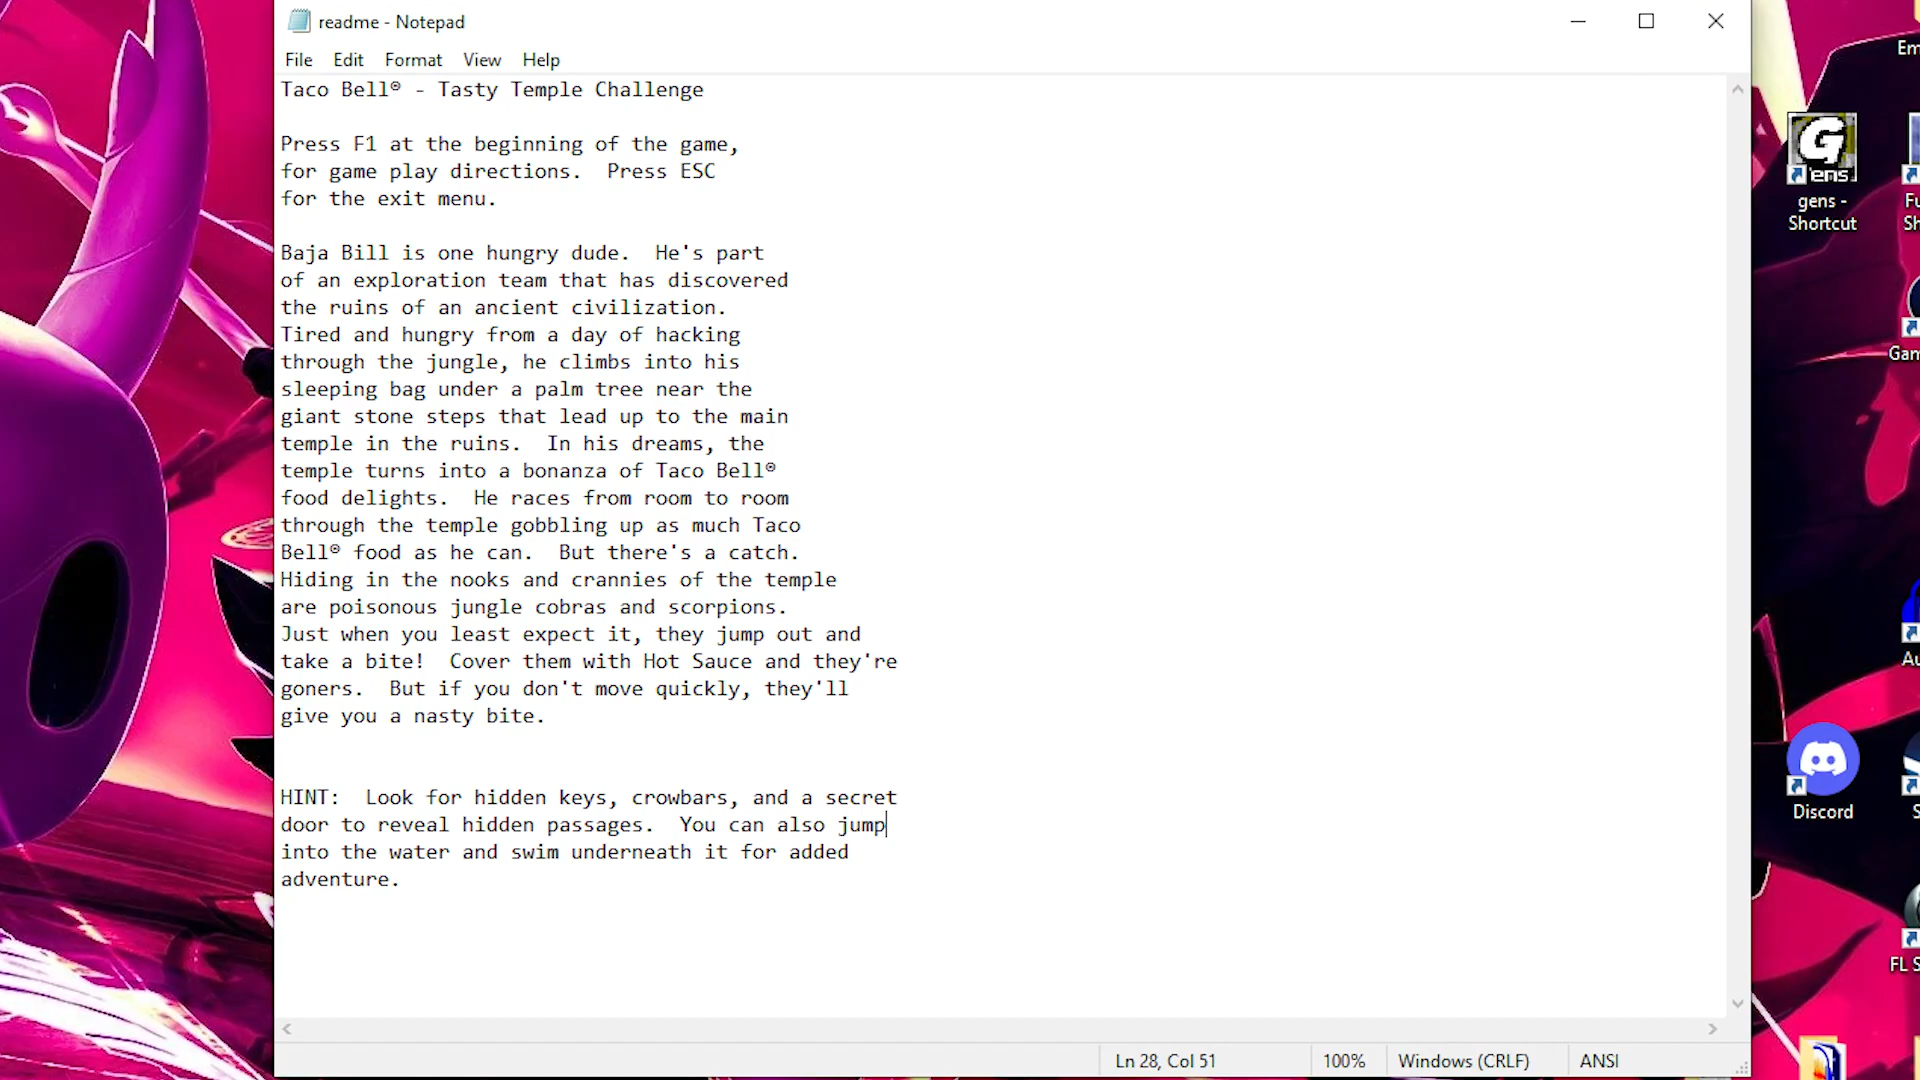 readme - Notepad
File Edit Format View Help
Taco Bell® - Tasty Temple Challenge
Press F1 at the beginning of the game,
for game play directions.  Press ESC
for the exit menu.
Baja Bill is one hungry dude.  He's part
of an exploration team that has discovered
the ruins of an ancient civilization.
Tired and hungry from a day of hacking
through the jungle, he climbs into his
sleeping bag under a palm tree near the
giant stone steps that lead up to the main
temple in the ruins.  In his dreams, the
temple turns into a bonanza of Taco Bell®
food delights.  He races from room to room
through the temple gobbling up as much Taco
Bell® food as he can.  But there's a catch.
Hiding in the nooks and crannies of the temple
are poisonous jungle cobras and scorpions.
Just when you least expect it, they jump out and
take a bite!  Cover them with Hot Sauce and they're
goners.  But if you don't move quickly, they'll
give you a nasty bite.
HINT:  Look for hidden keys, crowbars, and a secret
door to reveal hidden passages.  You can also jump
into the water and swim underneath it for added
adventure.
Ln 28, Col 51 100% Windows (CRLF) ANSI
G
ens
gens -
Shortcut
Discord
Em
Fu
Sh
Gam
Au
S
FL S